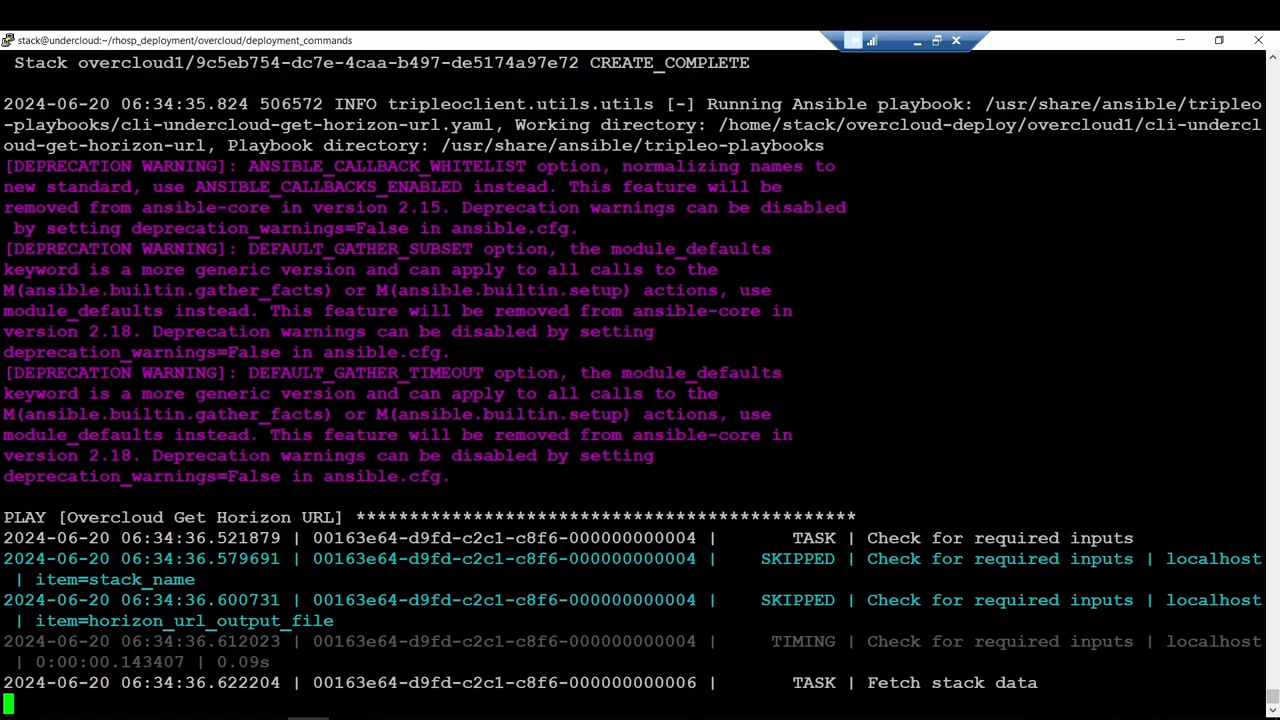 stack@undercloud:~/rhosp_deployment/overcloud/deployment_commands
Stack overcloud1/9c5eb754-dc7e-4caa-b497-de5174a97e72 CREATE_COMPLETE
2024-06-20 06:34:35.824 506572 INFO tripleoclient.utils.utils [-] Running Ansible playbook: /usr/share/ansible/tripleo
-playbooks/cli-undercloud-get-horizon-url.yaml, Working directory: /home/stack/overcloud-deploy/overcloud1/cli-undercl
oud-get-horizon-url, Playbook directory: /usr/share/ansible/tripleo-playbooks
[DEPRECATION WARNING]: ANSIBLE_CALLBACK_WHITELIST option, normalizing names to
new standard, use ANSIBLE_CALLBACKS_ENABLED instead. This feature will be
removed from ansible-core in version 2.15. Deprecation warnings can be disabled
by setting deprecation_warnings=False in ansible.cfg.
[DEPRECATION WARNING]: DEFAULT_GATHER_SUBSET option, the module_defaults
keyword is a more generic version and can apply to all calls to the
M(ansible.builtin.gather_facts) or M(ansible.builtin.setup) actions, use
module_defaults instead. This feature will be removed from ansible-core in
version 2.18. Deprecation warnings can be disabled by setting
deprecation_warnings=False in ansible.cfg.
[DEPRECATION WARNING]: DEFAULT_GATHER_TIMEOUT option, the module_defaults
keyword is a more generic version and can apply to all calls to the
M(ansible.builtin.gather_facts) or M(ansible.builtin.setup) actions, use
module_defaults instead. This feature will be removed from ansible-core in
version 2.18. Deprecation warnings can be disabled by setting
deprecation_warnings=False in ansible.cfg.
PLAY [Overcloud Get Horizon URL] ***********************************************
2024-06-20 06:34:36.521879 | 00163e64-d9fd-c2c1-c8f6-000000000004 | TASK | Check for required inputs
2024-06-20 06:34:36.579691 | 00163e64-d9fd-c2c1-c8f6-000000000004 | SKIPPED | Check for required inputs | localhost
| item=stack_name
2024-06-20 06:34:36.600731 | 00163e64-d9fd-c2c1-c8f6-000000000004 | SKIPPED | Check for required inputs | localhost
| item=horizon_url_output_file
2024-06-20 06:34:36.612023 | 00163e64-d9fd-c2c1-c8f6-000000000004 | TIMING | Check for required inputs | localhost
| 0:00:00.143407 | 0.09s
2024-06-20 06:34:36.622204 | 00163e64-d9fd-c2c1-c8f6-000000000006 | TASK | Fetch stack data